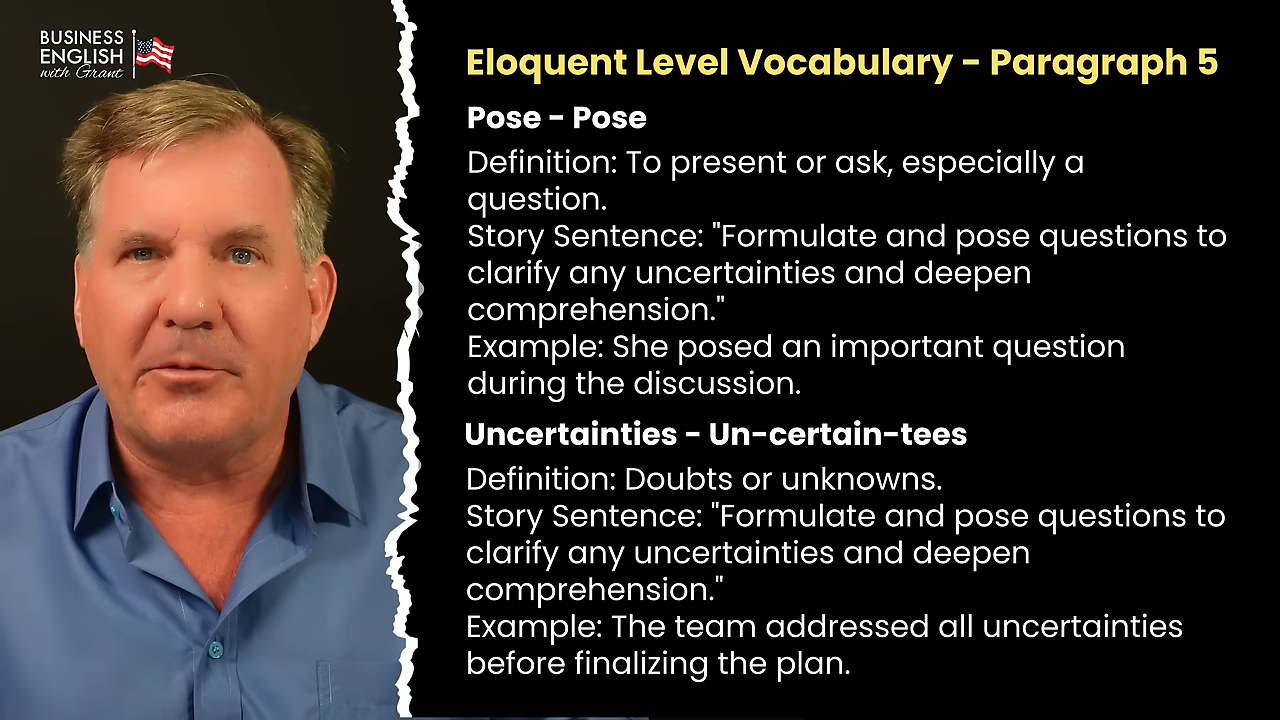 BUSINESS
ENGLISH
with Grant
Eloquent Level Vocabulary - Paragraph 5
Pose - Pose
Definition: To present or ask, especially a
question.
Story Sentence: "Formulate and pose questions to
clarify any uncertainties and deepen
comprehension."
Example: She posed an important question
during the discussion.
Uncertainties - Un-certain-tees
Definition: Doubts or unknowns.
Story Sentence: "Formulate and pose questions to
clarify any uncertainties and deepen
comprehension."
Example: The team addressed all uncertainties
before finalizing the plan.